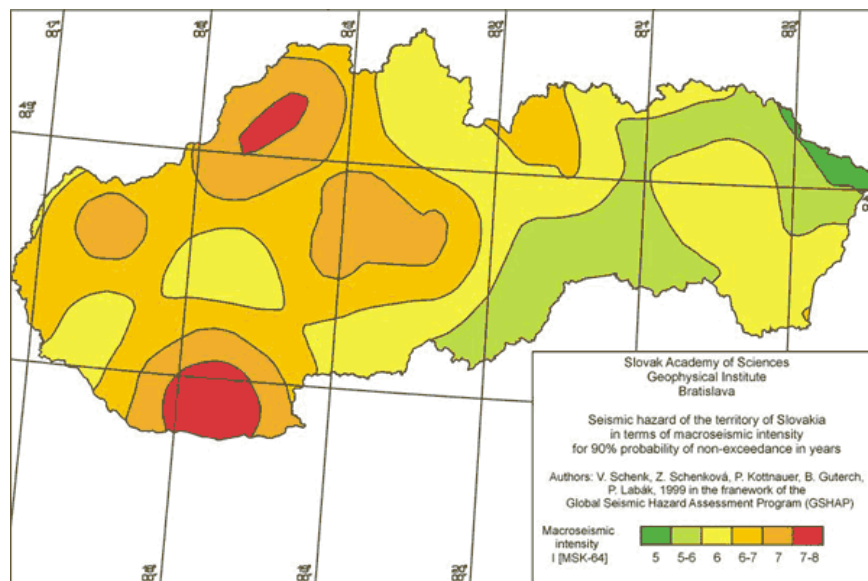 Slovak Academy of Sciences
Geophysical Institute
Bratislava
Seismic hazard of the territory of Slovakia
in terms of macroseismic intensity
for 90% probability of non-exceedance in years
Authors: V. Schenk, Z. Schenková, P. Kottnauer, B. Guterch,
P. Labák, 1999 in the franework of the
Global Seismic Hazard Assessment Program (GSHAP)
Macroseismic
intensity
I [MSK-64]
5 5-6 6 6-7 7 7-8